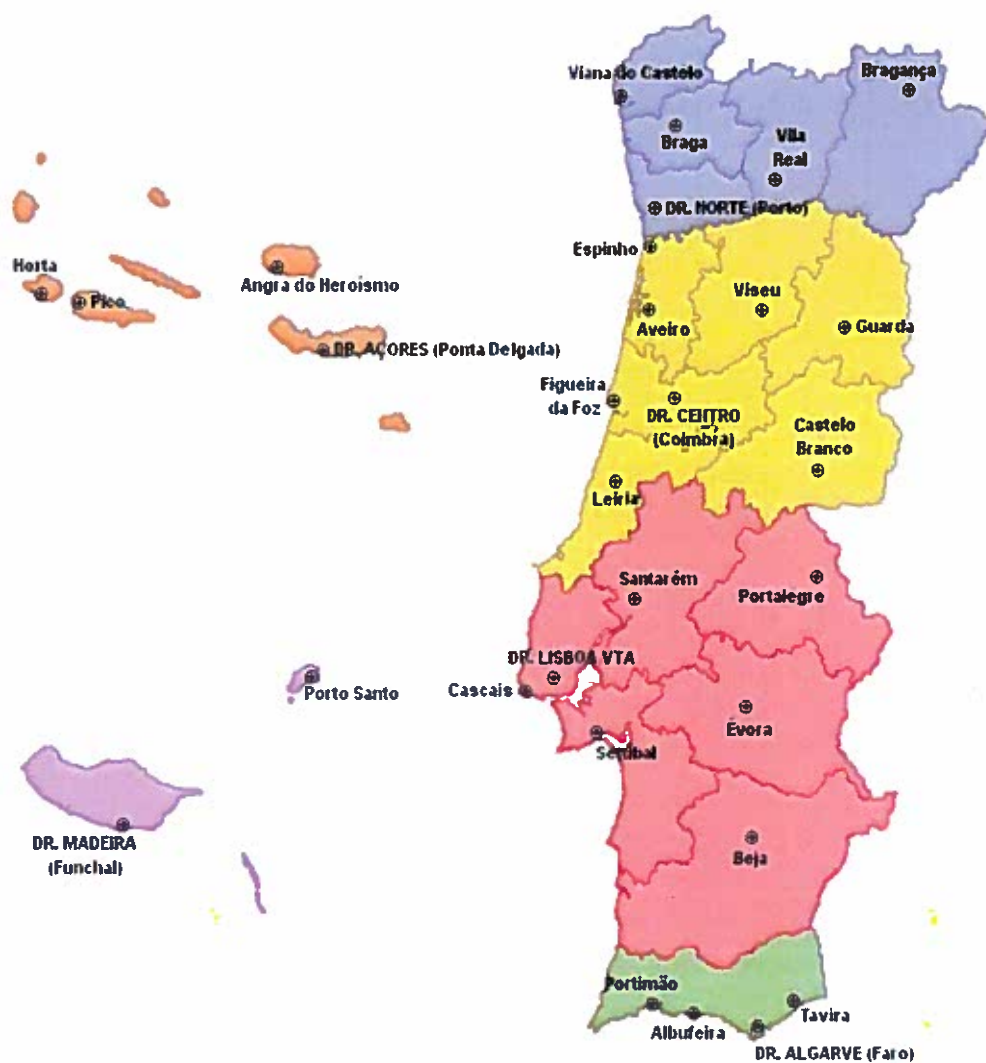 Viana do Castelo
Bragança
Braga
Vila
Real
DR. NORTE (Porto)
Espinho
Horta
Pico
Angra do Heroísmo
Viseu
Aveiro
Guarda
DR. AÇORES (Ponta Delgada)
Figueira
da Foz
DR. CENTRO
(Coimbra)
Castelo
Branco
Leiria
Santarém
Portalegre
DR. LISBOA VTA
Porto Santo
Cascais
Évora
Setúbal
DR. MADEIRA
(Funchal)
Beja
Portimão
Albufeira
Tavira
DR. ALGARVE (Faro)